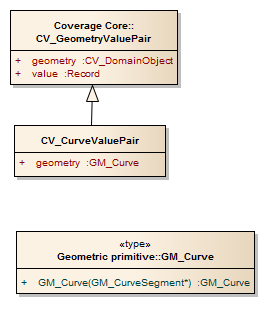 Coverage Core::
CV_GeometryValuePair
+ geometry :CV_DomainObject
+ value :Record
CV_CurveValuePair
+ geometry :GM_Curve
«type»
Geometric primitive::GM_Curve
+ GM_Curve(GM_CurveSegment*) :GM_Curve